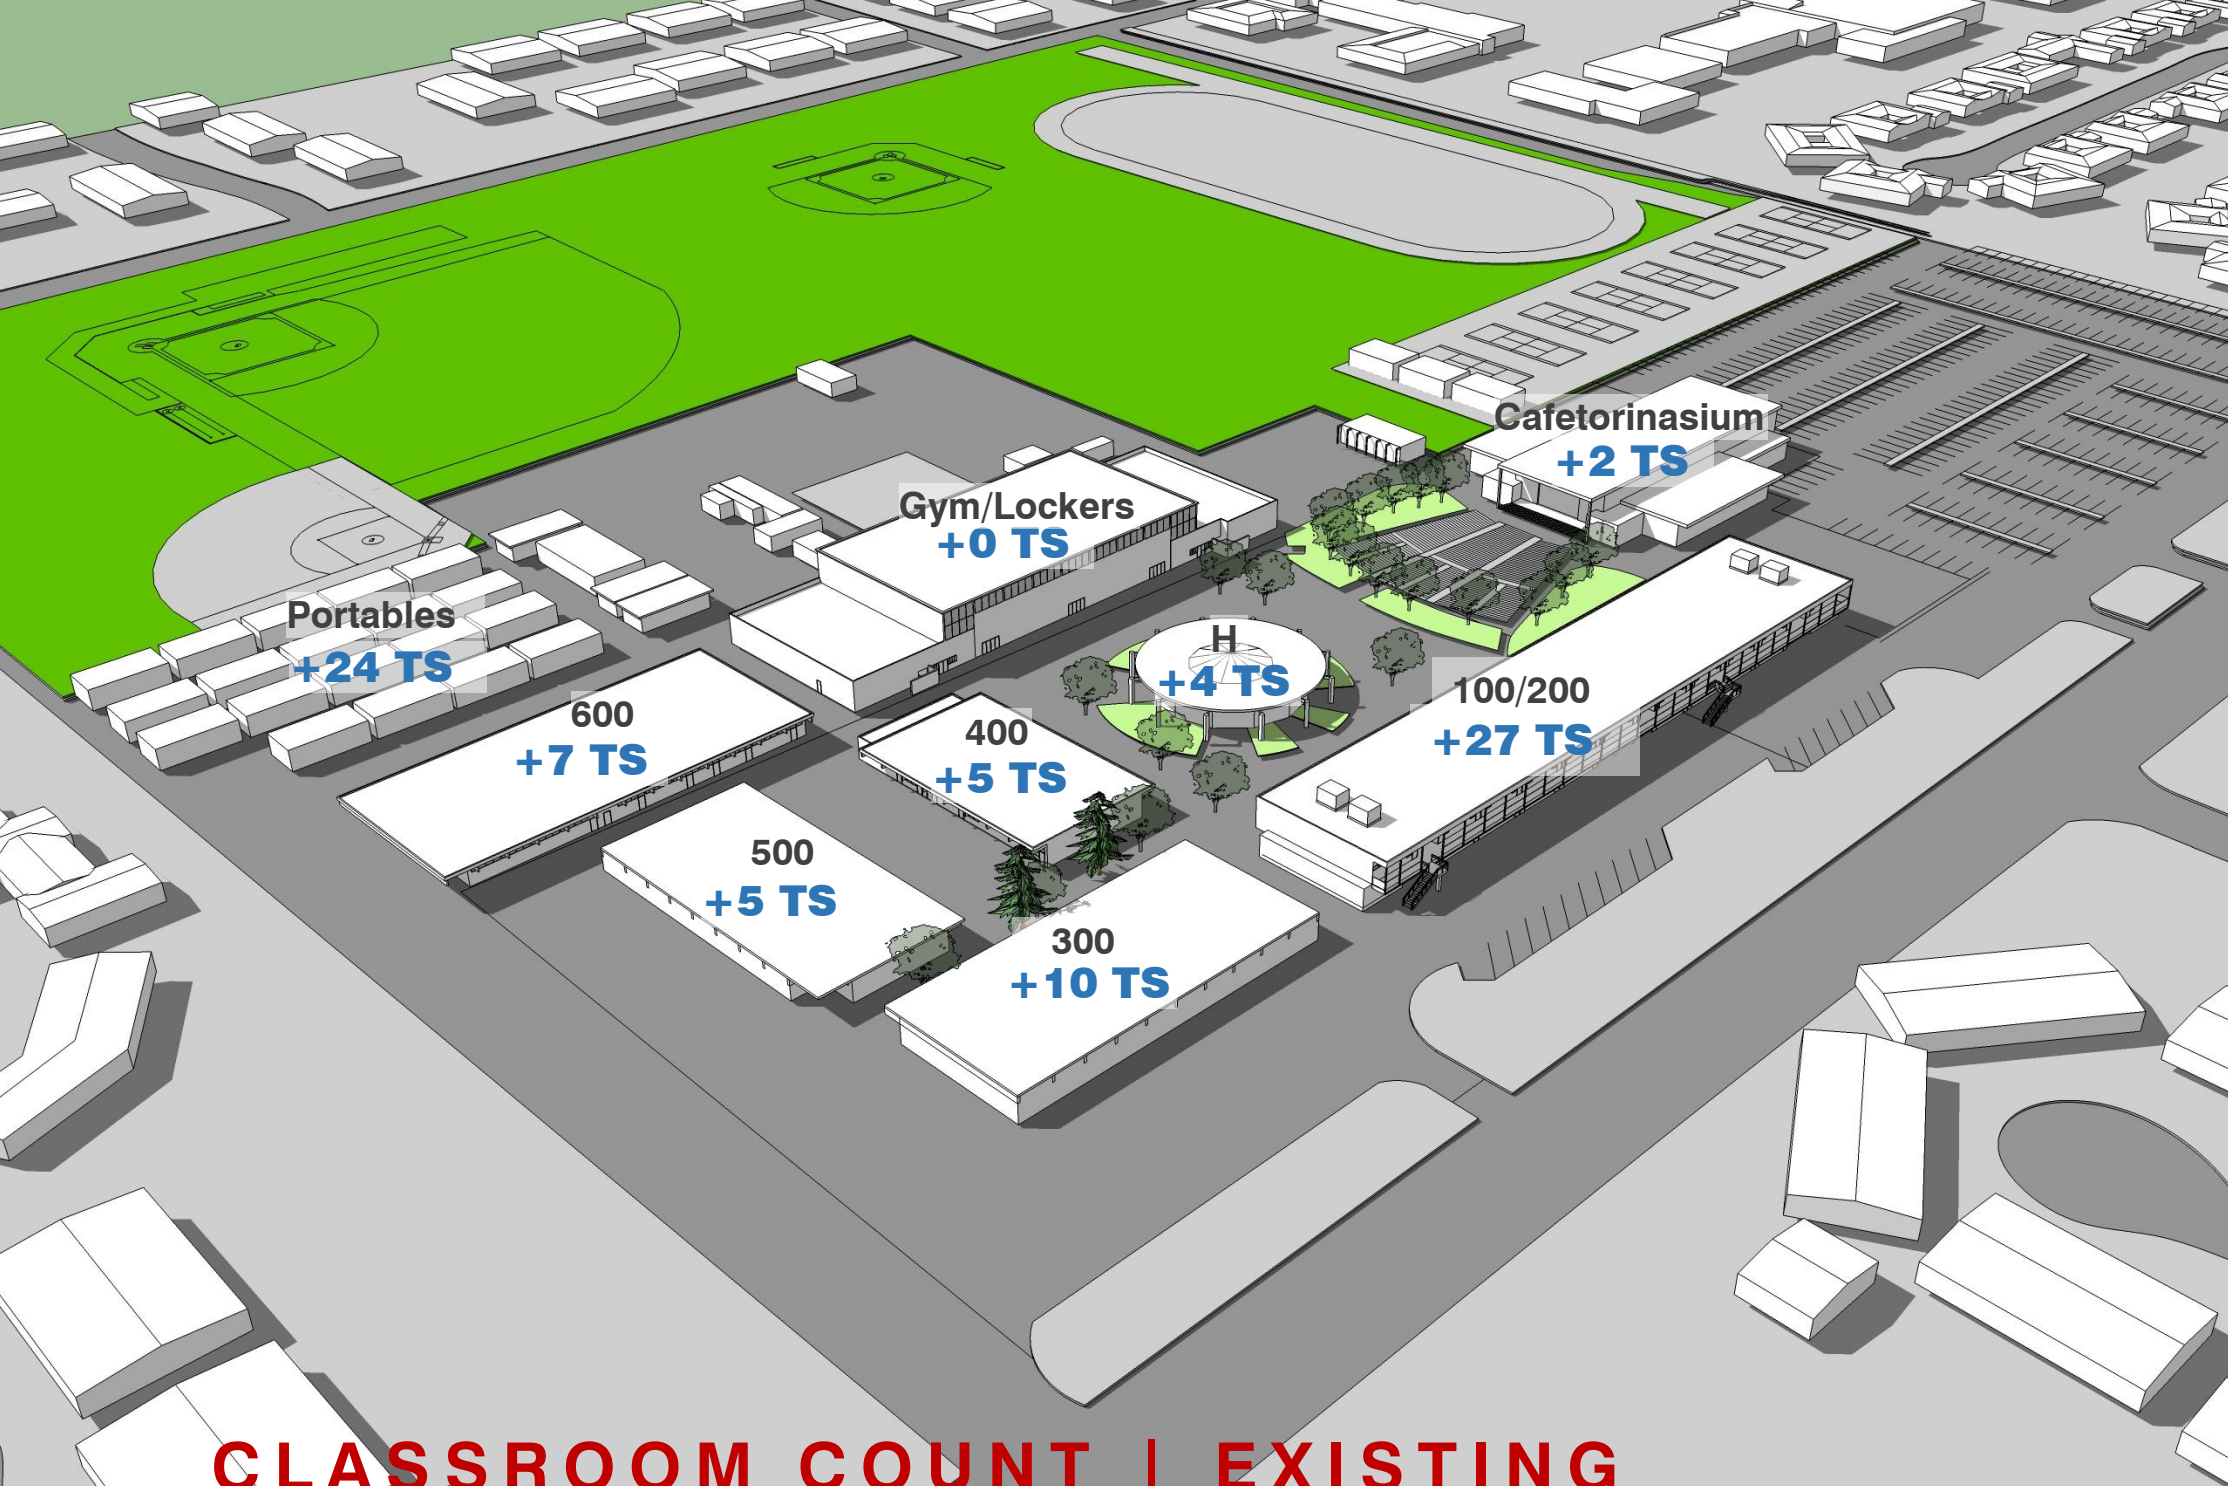 Cafetorinasium
+2 TS
Gym/Lockers
+0 TS
Portables
+24 TS
H
+4 TS
100/200
+27 TS
600
+7 TS
400
+5 TS
500
+5 TS
300
+10 TS
CLASSROOM COUNT | EXISTING